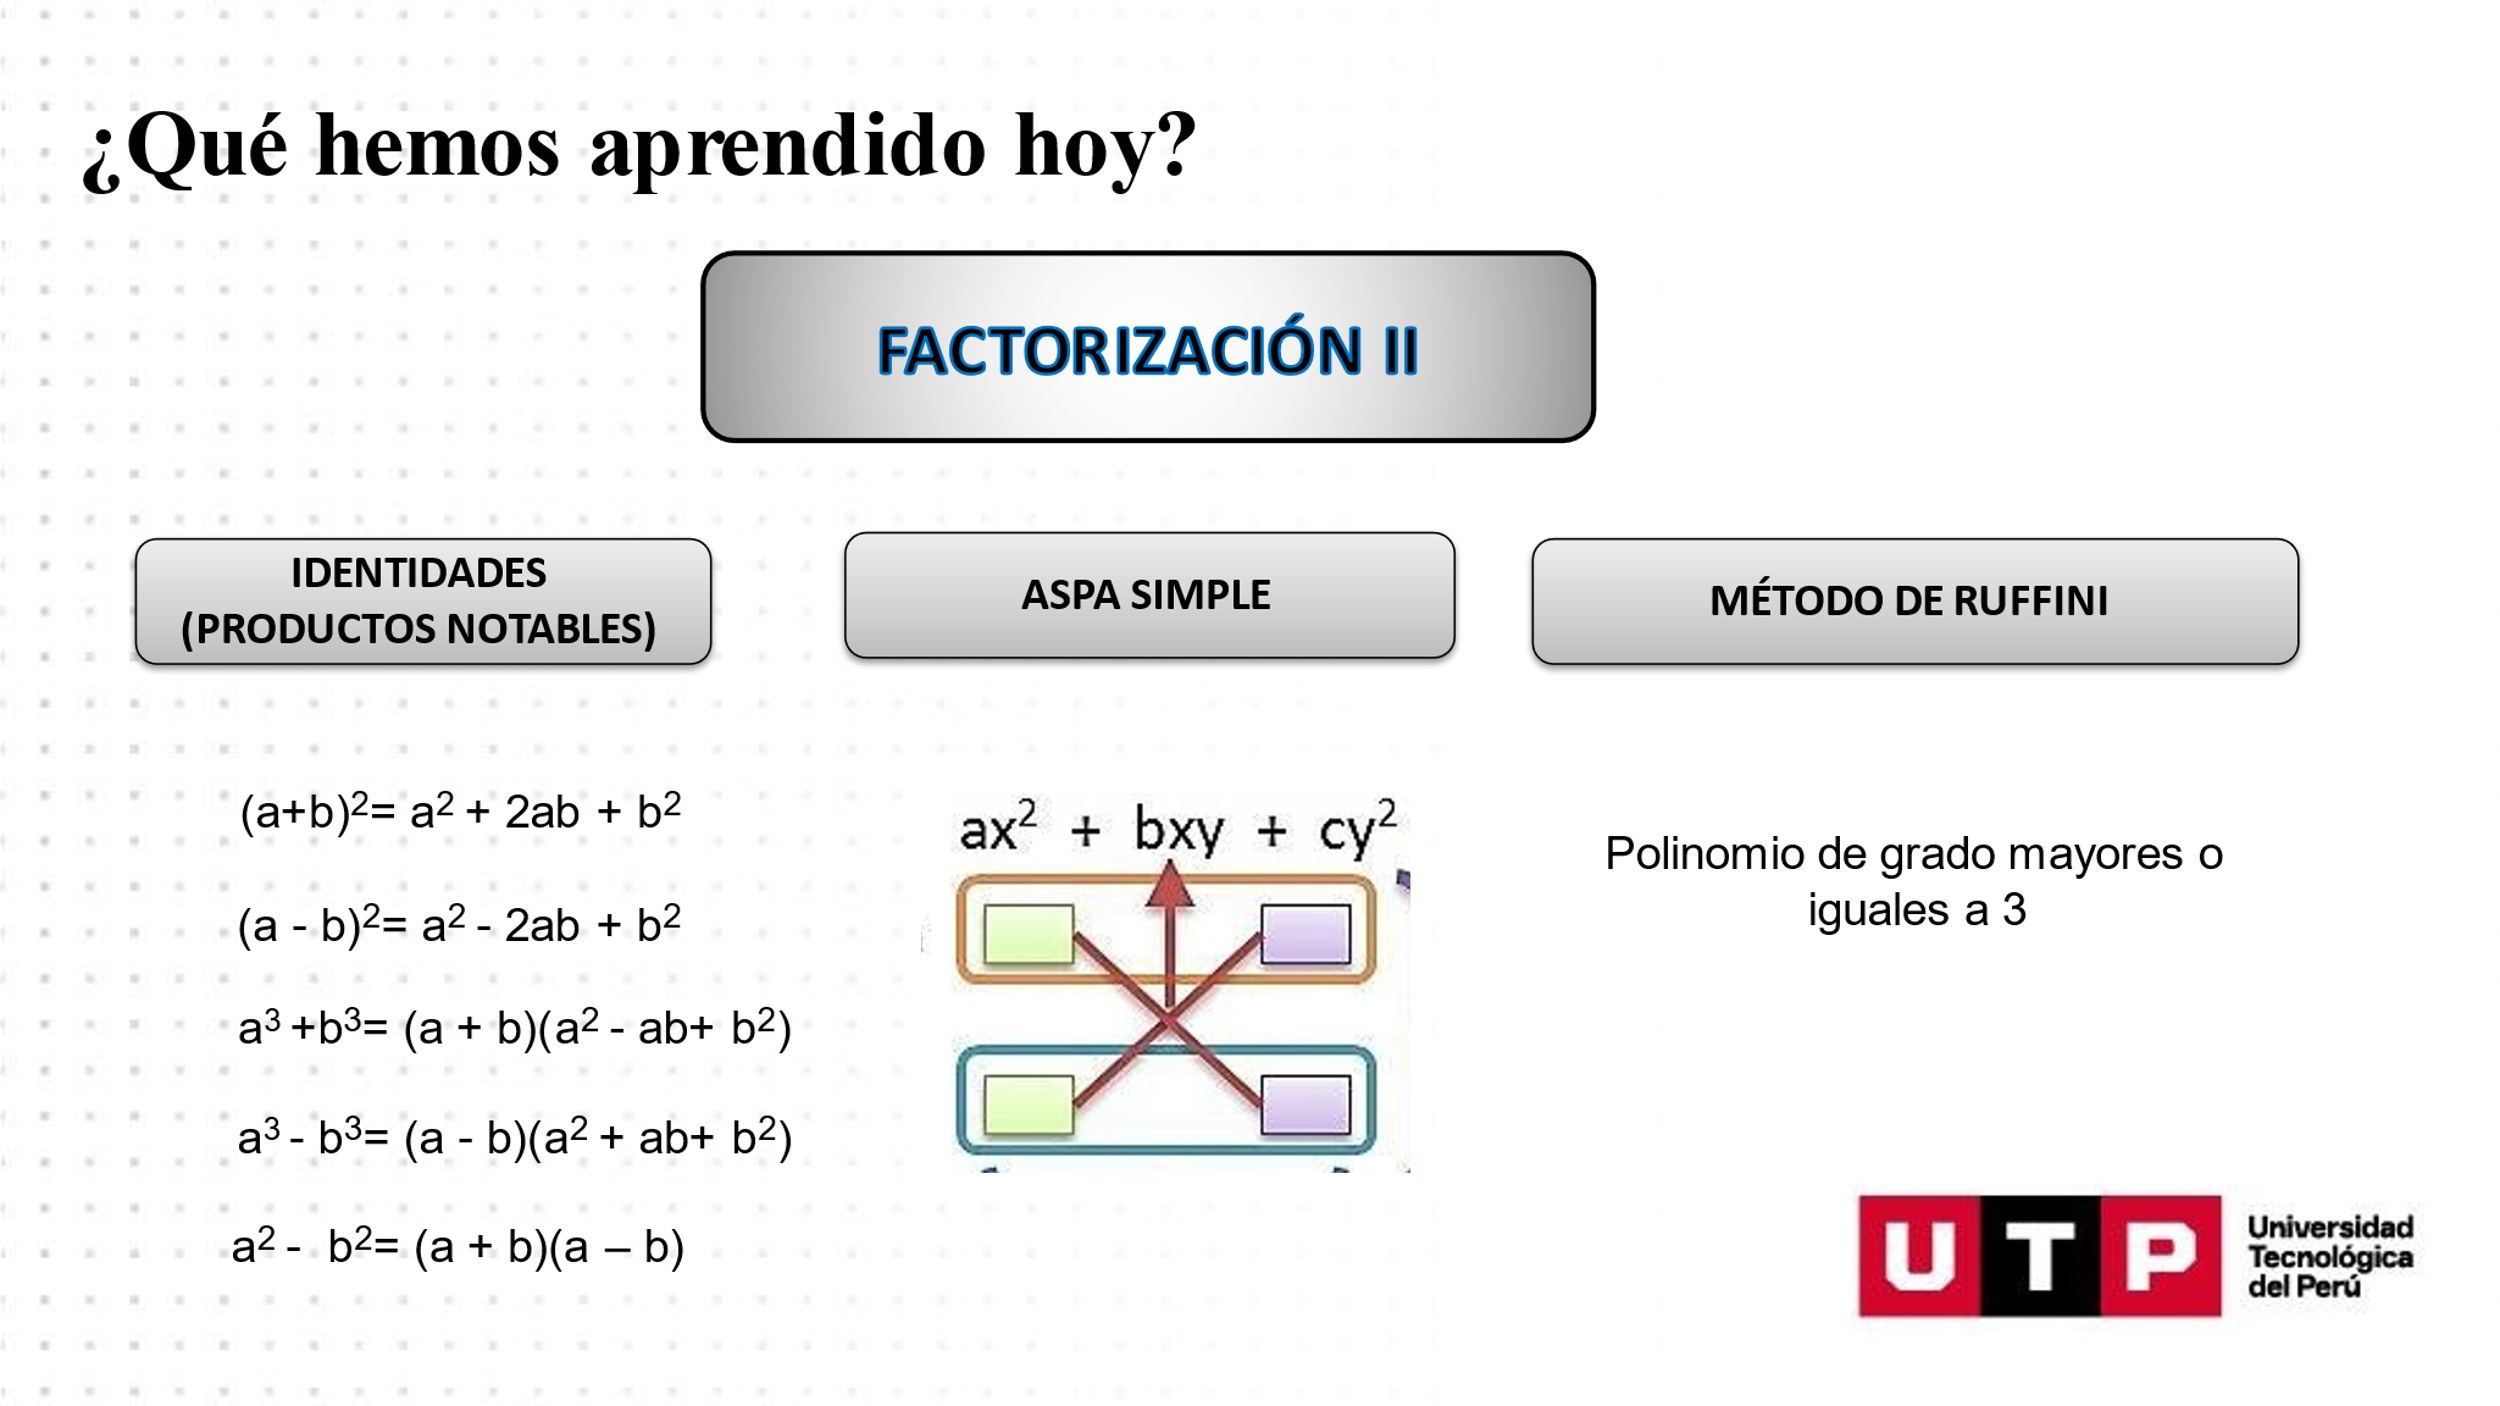 ¿Qué hemos aprendido hoy?
FACTORIZACIÓN II
IDENTIDADES
(PRODUCTOS NOTABLES)
ASPA SIMPLE
MÉTODO DE RUFFINI
(a+b)²= a² + 2ab + b²
(a - b)²= a² - 2ab + b²
a³ +b³= (a + b)(a² - ab+ b²)
a³ - b³= (a - b)(a² + ab+ b²)
a² - b²= (a + b)(a – b)
ax² + bxy + cy²
Polinomio de grado mayores o
iguales a 3
UTP
Universidad
Tecnológica
del Perú